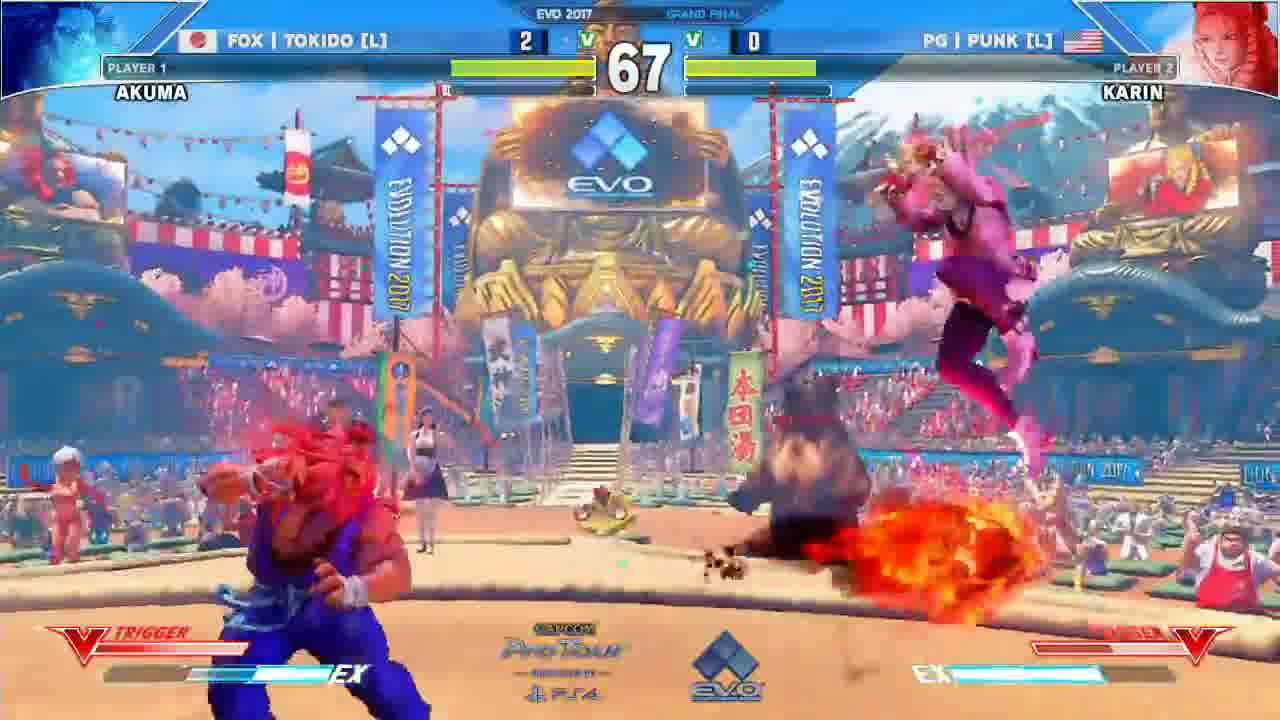 EVO 2017 GRAND FINAL
FOX | TOKIDO [L] 2 V 67 V 0 PG | PUNK [L]
PLAYER 1 PLAYER 2
AKUMA KARIN
EVO
EVOLUTION 2017
EVOLUTION 2017
本田湯
V TRIGGER
EX EX
CAPCOM
Pro Tour
PS4
EVO